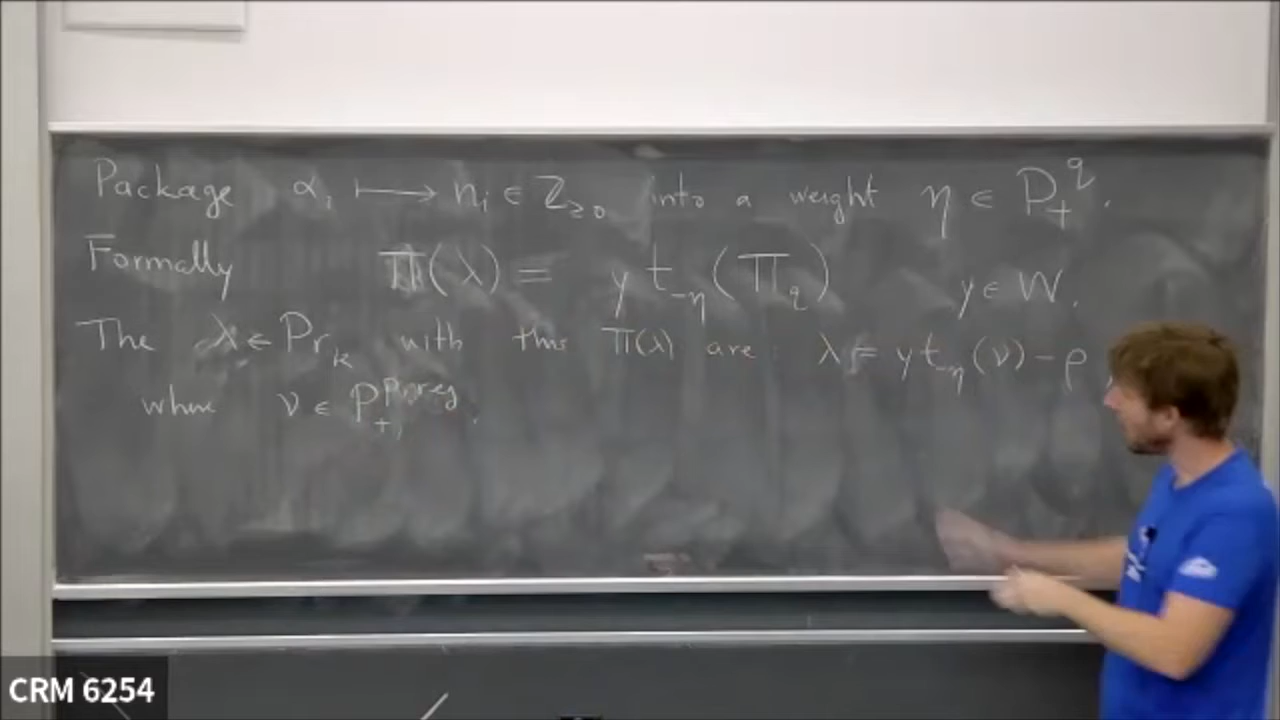 Package α_i ⟼ n_i ∈ ℤ_{≥0} into a weight η ∈ P_+^q.
Formally Π(λ) = y t_{-η}(Π_q) y ∈ W.
The λ ∈ Pr_k with this Π(λ) are: λ = y t_{-η}(ν) - ρ
where ν ∈ P_+^{p, reg}.
CRM 6254